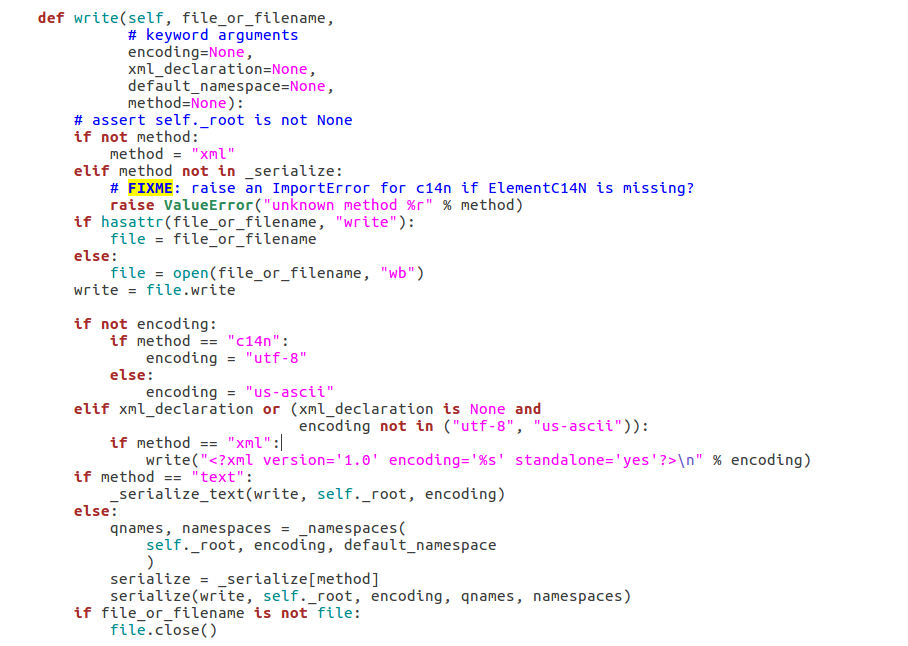 def write(self, file_or_filename,
          # keyword arguments
          encoding=None,
          xml_declaration=None,
          default_namespace=None,
          method=None):
    # assert self._root is not None
    if not method:
        method = "xml"
    elif method not in _serialize:
        # FIXME: raise an ImportError for c14n if ElementC14N is missing?
        raise ValueError("unknown method %r" % method)
    if hasattr(file_or_filename, "write"):
        file = file_or_filename
    else:
        file = open(file_or_filename, "wb")
    write = file.write

    if not encoding:
        if method == "c14n":
            encoding = "utf-8"
        else:
            encoding = "us-ascii"
    elif xml_declaration or (xml_declaration is None and
                             encoding not in ("utf-8", "us-ascii")):
        if method == "xml":
            write("<?xml version='1.0' encoding='%s' standalone='yes'?>\n" % encoding)
    if method == "text":
        _serialize_text(write, self._root, encoding)
    else:
        qnames, namespaces = _namespaces(
            self._root, encoding, default_namespace
            )
        serialize = _serialize[method]
        serialize(write, self._root, encoding, qnames, namespaces)
    if file_or_filename is not file:
        file.close()